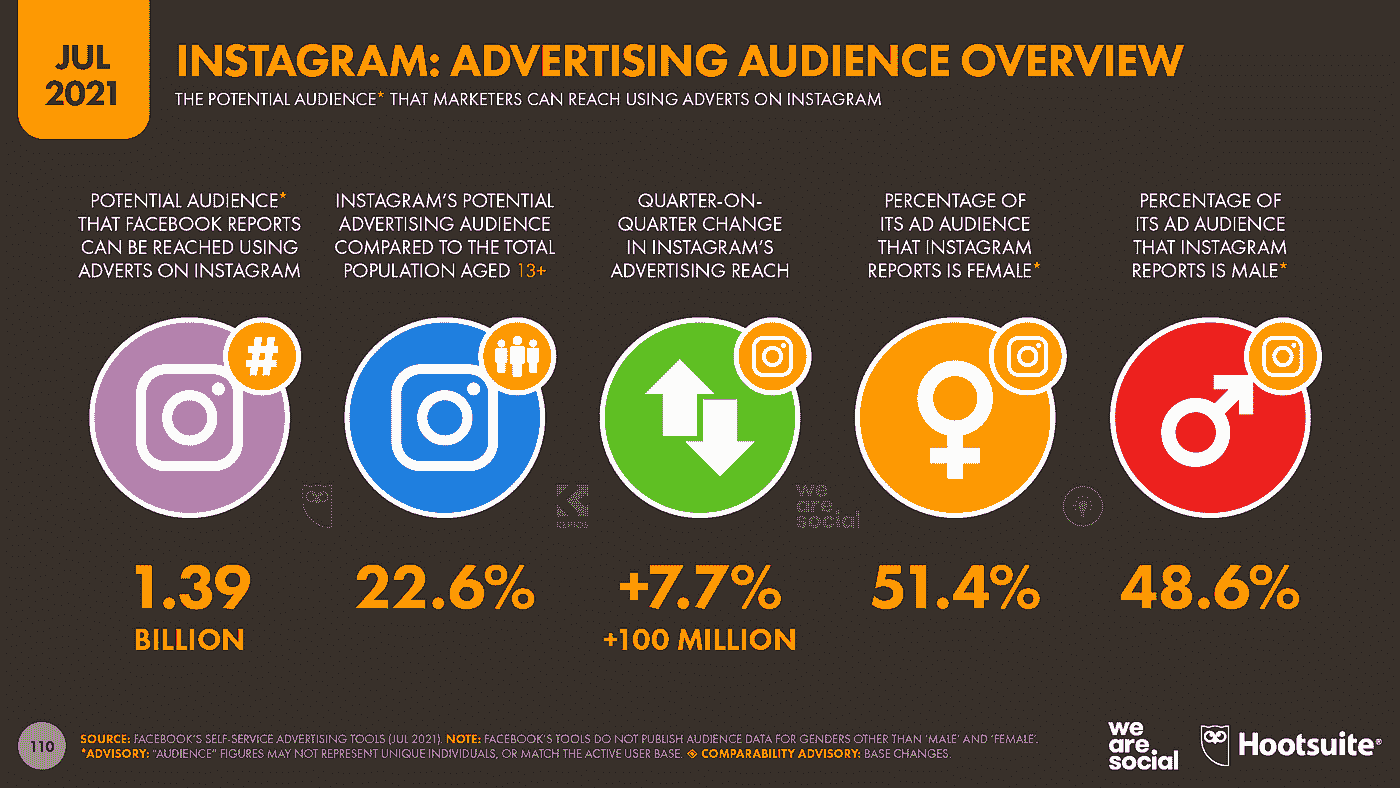 JUL
2021
INSTAGRAM: ADVERTISING AUDIENCE OVERVIEW
THE POTENTIAL AUDIENCE* THAT MARKETERS CAN REACH USING ADVERTS ON INSTAGRAM
POTENTIAL AUDIENCE*
THAT FACEBOOK REPORTS
CAN BE REACHED USING
ADVERTS ON INSTAGRAM
INSTAGRAM'S POTENTIAL
ADVERTISING AUDIENCE
COMPARED TO THE TOTAL
POPULATION AGED 13+
QUARTER-ON-
QUARTER CHANGE
IN INSTAGRAM'S
ADVERTISING REACH
PERCENTAGE OF
ITS AD AUDIENCE
THAT INSTAGRAM
REPORTS IS FEMALE*
PERCENTAGE OF
ITS AD AUDIENCE
THAT INSTAGRAM
REPORTS IS MALE*
#
we
are
social
1.39
BILLION
22.6%
+7.7%
+100 MILLION
51.4%
48.6%
110
SOURCE: FACEBOOK'S SELF-SERVICE ADVERTISING TOOLS (JUL 2021). NOTE: FACEBOOK'S TOOLS DO NOT PUBLISH AUDIENCE DATA FOR GENDERS OTHER THAN 'MALE' AND 'FEMALE'.
*ADVISORY: "AUDIENCE" FIGURES MAY NOT REPRESENT UNIQUE INDIVIDUALS, OR MATCH THE ACTIVE USER BASE. COMPARABILITY ADVISORY: BASE CHANGES.
we
are
social
Hootsuite®